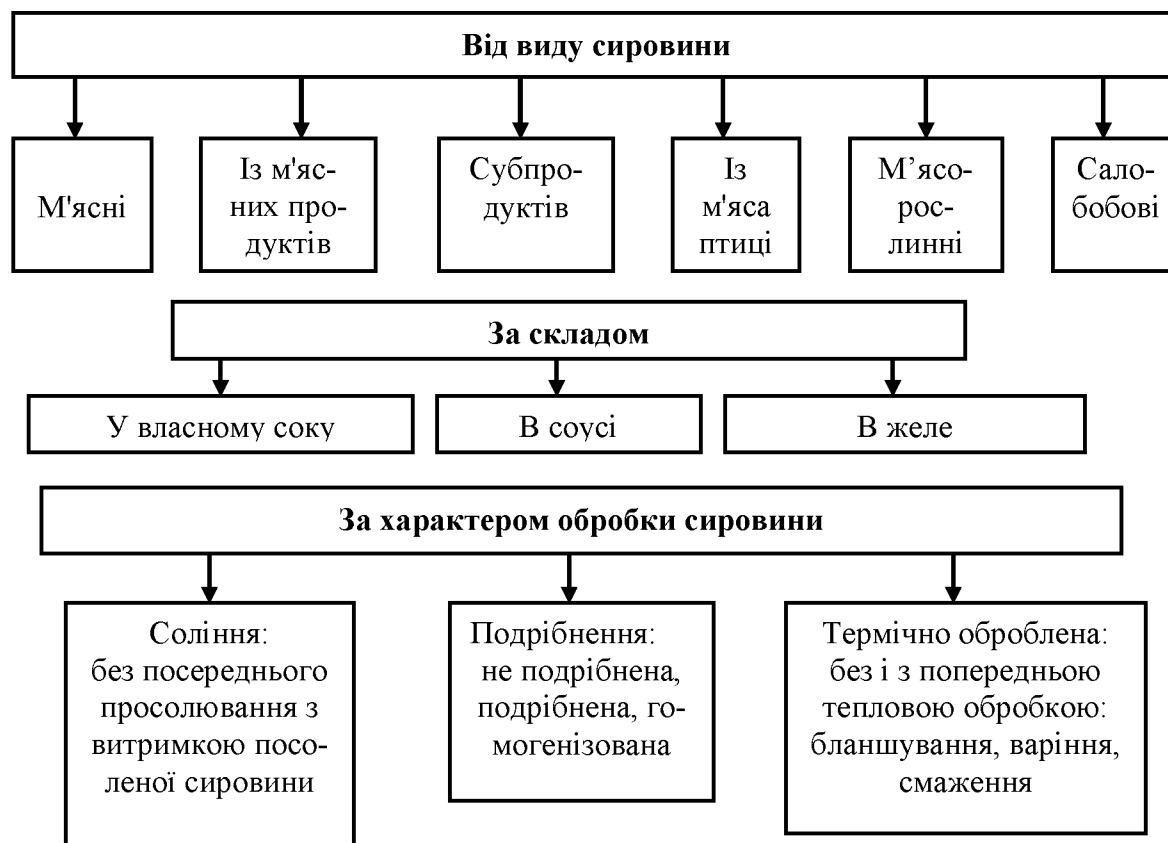 Від виду сировини
М'ясні
Із м'яс-
них про-
дуктів
Субпро-
дуктів
Із
м'яса
птиці
М’ясо-
рос-
линні
Сало-
бобові
За складом
У власному соку
В соусі
В желе
За характером обробки сировини
Соління:
без посереднього
просолювання з
витримкою посо-
леної сировини
Подрібнення:
не подрібнена,
подрібнена, го-
могенізована
Термічно оброблена:
без і з попередньою
тепловою обробкою:
бланшування, варіння,
смаження